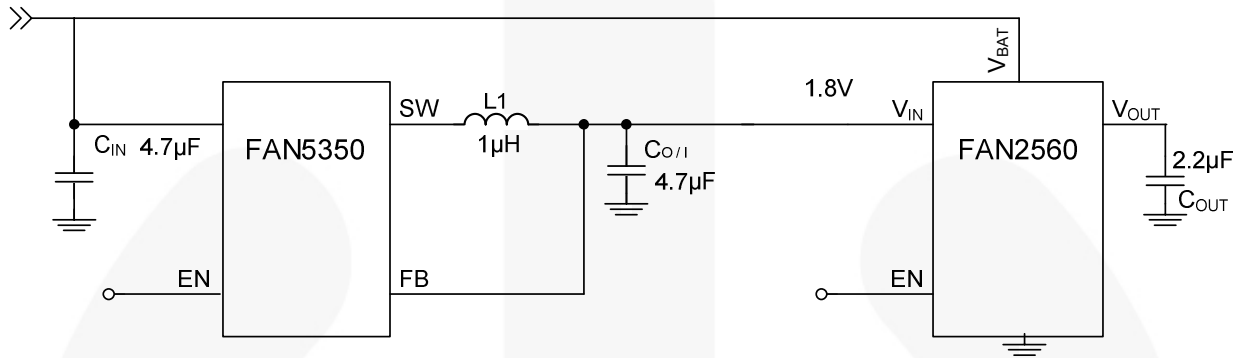 V_BAT
SW
L1
1µH
1.8V
V_IN
V_OUT
C_IN 4.7µF
FAN5350
C_O/I
4.7µF
FAN2560
2.2µF
C_OUT
EN
FB
EN